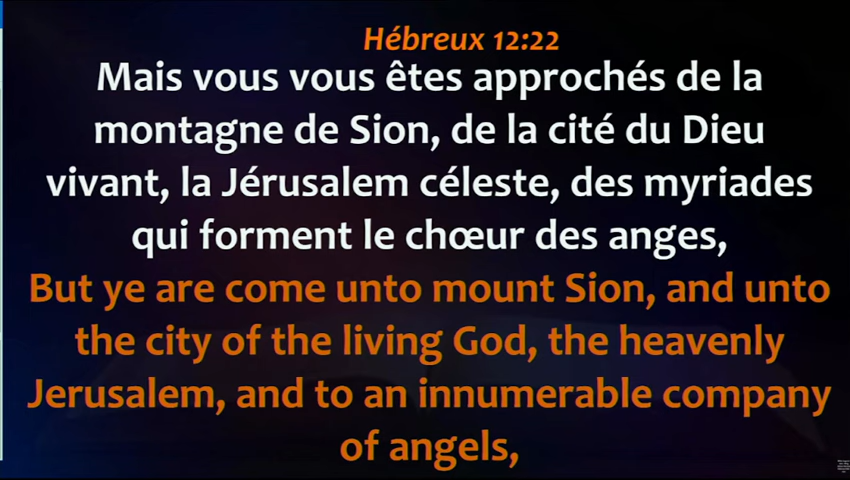 Hébreux 12:22
Mais vous vous êtes approchés de la
montagne de Sion, de la cité du Dieu
vivant, la Jérusalem céleste, des myriades
qui forment le chœur des anges,
But ye are come unto mount Sion, and unto
the city of the living God, the heavenly
Jerusalem, and to an innumerable company
of angels,